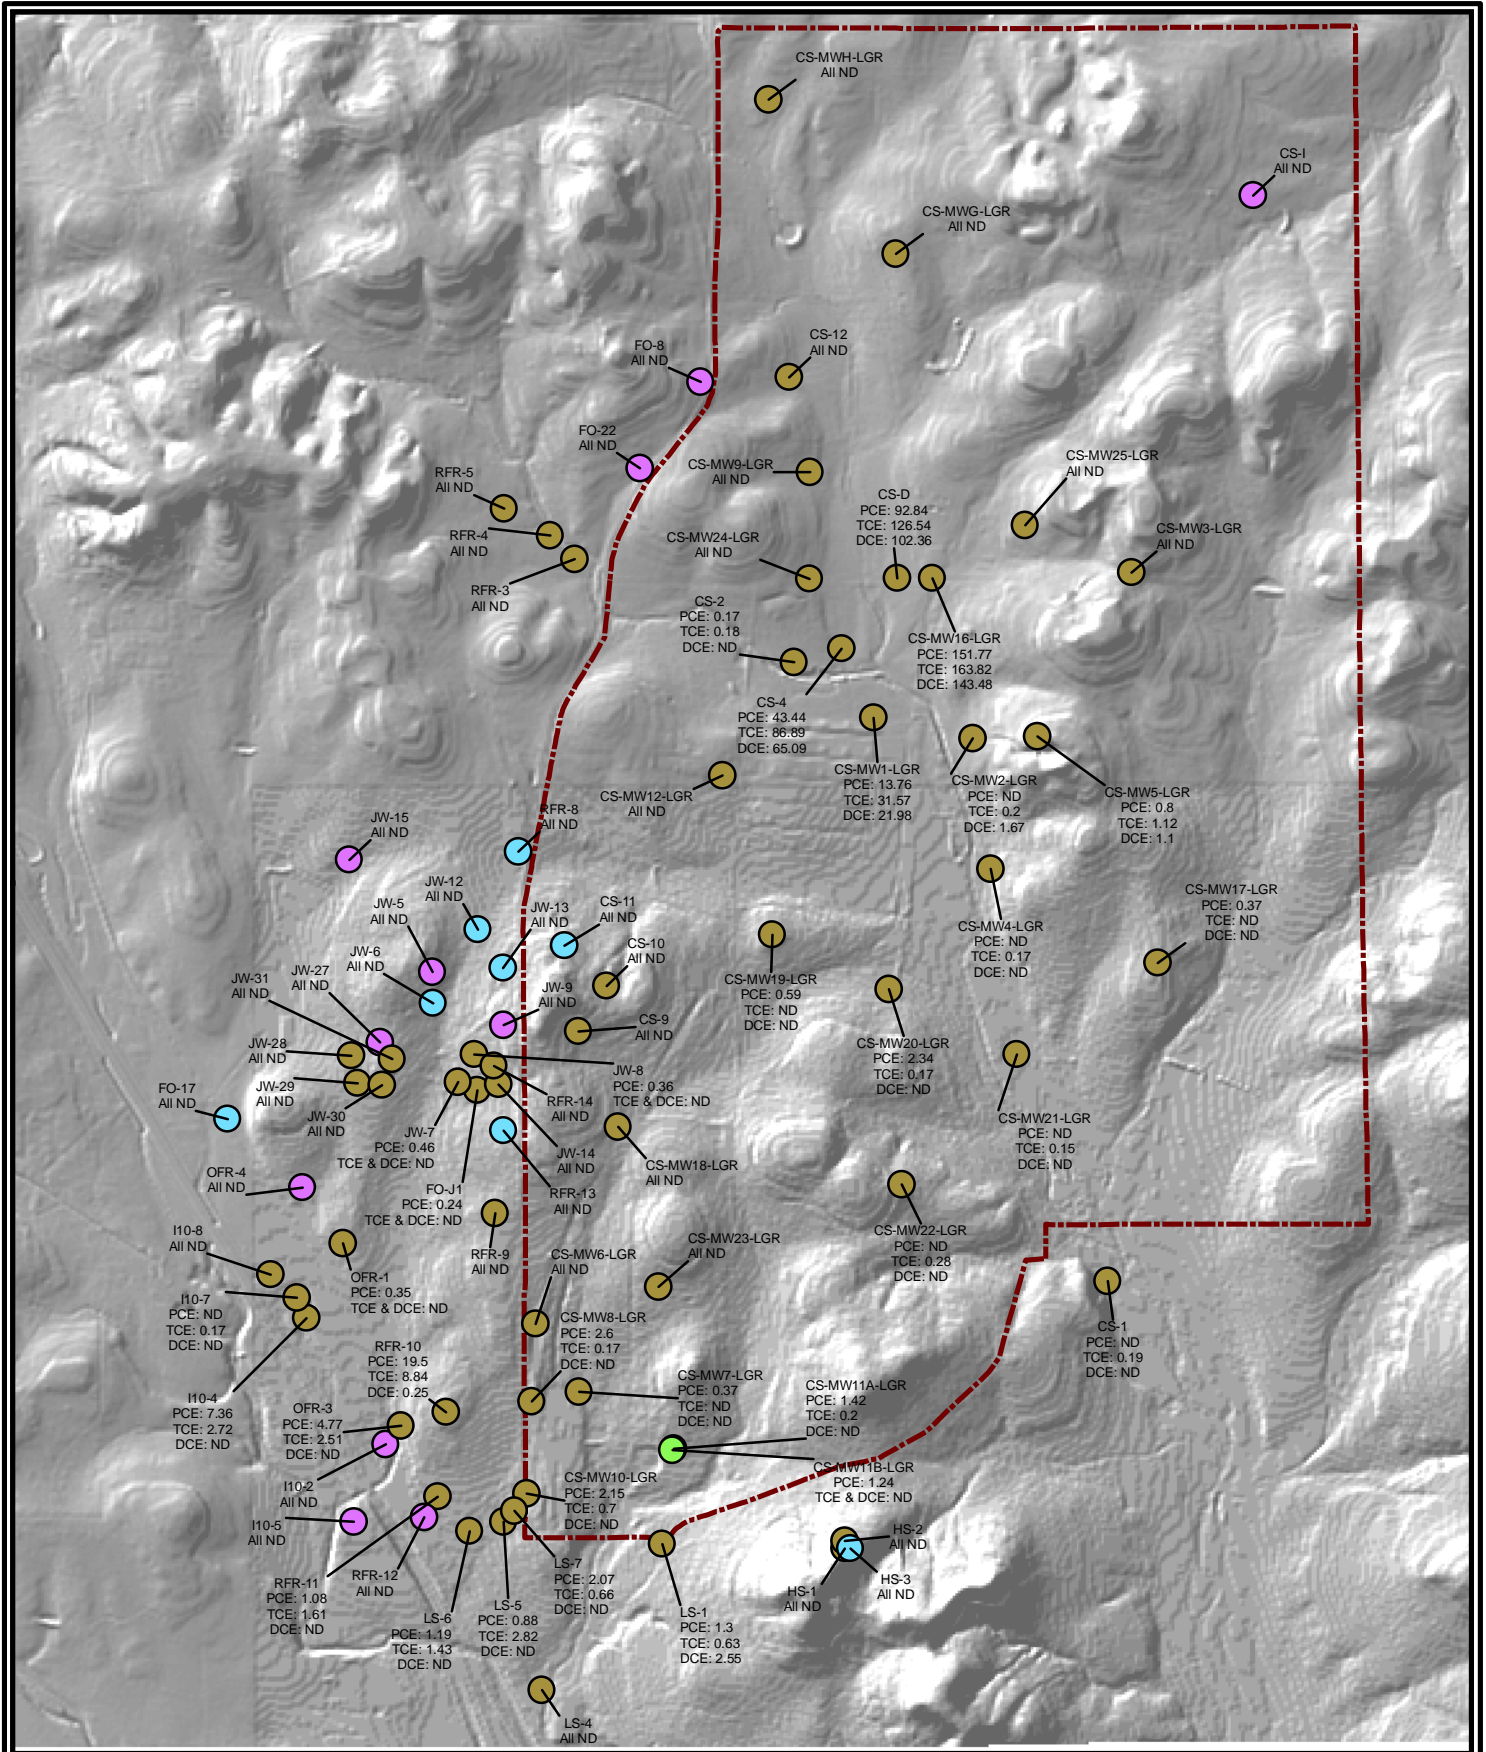 CS-MWH-LGR
All ND
CS-I
All ND
CS-MWG-LGR
All ND
CS-12
All ND
FO-8
All ND
FO-22
All ND
CS-MW9-LGR
All ND
CS-MW25-LGR
All ND
RFR-5
All ND
CS-D
PCE: 92.84
TCE: 126.54
DCE: 102.36
RFR-4
All ND
CS-MW24-LGR
All ND
CS-MW3-LGR
All ND
RFR-3
All ND
CS-2
PCE: 0.17
TCE: 0.18
DCE: ND
CS-MW16-LGR
PCE: 151.77
TCE: 163.82
DCE: 143.48
CS-4
PCE: 43.44
TCE: 86.89
DCE: 65.09
CS-MW1-LGR
PCE: 13.76
TCE: 31.57
DCE: 21.98
CS-MW2-LGR
PCE: ND
TCE: 0.2
DCE: 1.67
CS-MW5-LGR
PCE: 0.8
TCE: 1.12
DCE: 1.1
CS-MW12-LGR
All ND
RFR-8
All ND
JW-15
All ND
JW-12
All ND
JW-5
All ND
JW-13
All ND
CS-11
All ND
CS-MW17-LGR
PCE: 0.37
TCE: ND
DCE: ND
CS-MW4-LGR
PCE: ND
TCE: 0.17
DCE: ND
JW-6
All ND
CS-10
All ND
JW-27
All ND
JW-31
All ND
CS-MW19-LGR
PCE: 0.59
TCE: ND
DCE: ND
JW-9
All ND
CS-9
All ND
JW-28
All ND
CS-MW20-LGR
PCE: 2.34
TCE: 0.17
DCE: ND
JW-8
PCE: 0.36
TCE & DCE: ND
FO-17
All ND
JW-29
All ND
JW-30
All ND
RFR-14
All ND
CS-MW21-LGR
PCE: ND
TCE: 0.15
DCE: ND
JW-7
PCE: 0.46
TCE & DCE: ND
JW-14
All ND
CS-MW18-LGR
All ND
OFR-4
All ND
FO-J1
PCE: 0.24
TCE & DCE: ND
RFR-13
All ND
I10-8
All ND
CS-MW22-LGR
PCE: ND
TCE: 0.28
DCE: ND
CS-MW23-LGR
All ND
RFR-9
All ND
CS-MW6-LGR
All ND
OFR-1
PCE: 0.35
TCE & DCE: ND
I10-7
PCE: ND
TCE: 0.17
DCE: ND
CS-MW8-LGR
PCE: 2.6
TCE: 0.17
DCE: ND
CS-1
PCE: ND
TCE: 0.19
DCE: ND
RFR-10
PCE: 19.5
TCE: 8.84
DCE: 0.25
CS-MW7-LGR
PCE: 0.37
TCE: ND
DCE: ND
CS-MW11A-LGR
PCE: 1.42
TCE: 0.2
DCE: ND
I10-4
PCE: 7.36
TCE: 2.72
DCE: ND
OFR-3
PCE: 4.77
TCE: 2.51
DCE: ND
CS-MW11B-LGR
PCE: 1.24
TCE & DCE: ND
CS-MW10-LGR
PCE: 2.15
TCE: 0.7
DCE: ND
I10-2
All ND
I10-5
All ND
HS-2
All ND
LS-7
PCE: 2.07
TCE: 0.66
DCE: ND
RFR-12
All ND
HS-3
All ND
HS-1
All ND
RFR-11
PCE: 1.08
TCE: 1.61
DCE: ND
LS-5
PCE: 0.88
TCE: 2.82
DCE: ND
LS-6
PCE: 1.19
TCE: 1.43
DCE: ND
LS-1
PCE: 1.3
TCE: 0.63
DCE: 2.55
LS-4
All ND